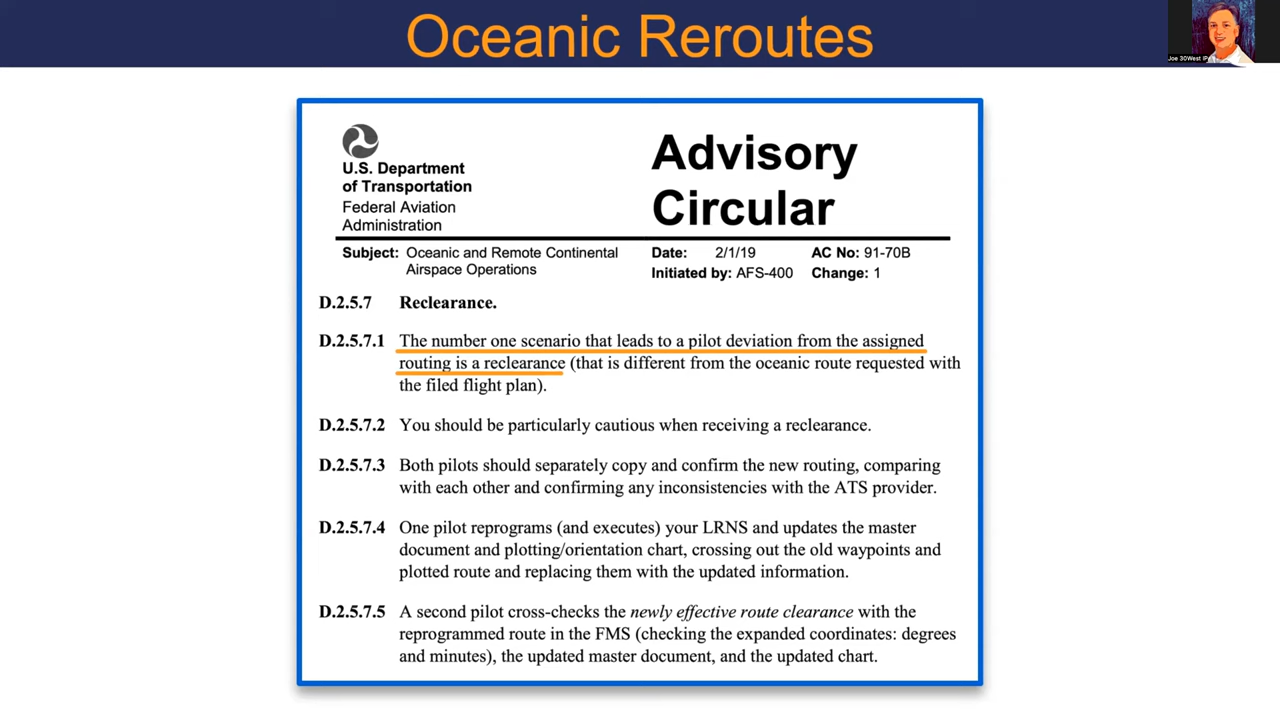 Oceanic Reroutes
Joe 30West IP
U.S. Department
of Transportation
Federal Aviation
Administration
Advisory
Circular
Subject: Oceanic and Remote Continental
Airspace Operations
Date: 2/1/19
Initiated by: AFS-400
AC No: 91-70B
Change: 1
D.2.5.7 Reclearance.
D.2.5.7.1 The number one scenario that leads to a pilot deviation from the assigned
routing is a reclearance (that is different from the oceanic route requested with
the filed flight plan).
D.2.5.7.2 You should be particularly cautious when receiving a reclearance.
D.2.5.7.3 Both pilots should separately copy and confirm the new routing, comparing
with each other and confirming any inconsistencies with the ATS provider.
D.2.5.7.4 One pilot reprograms (and executes) your LRNS and updates the master
document and plotting/orientation chart, crossing out the old waypoints and
plotted route and replacing them with the updated information.
D.2.5.7.5 A second pilot cross-checks the newly effective route clearance with the
reprogrammed route in the FMS (checking the expanded coordinates: degrees
and minutes), the updated master document, and the updated chart.